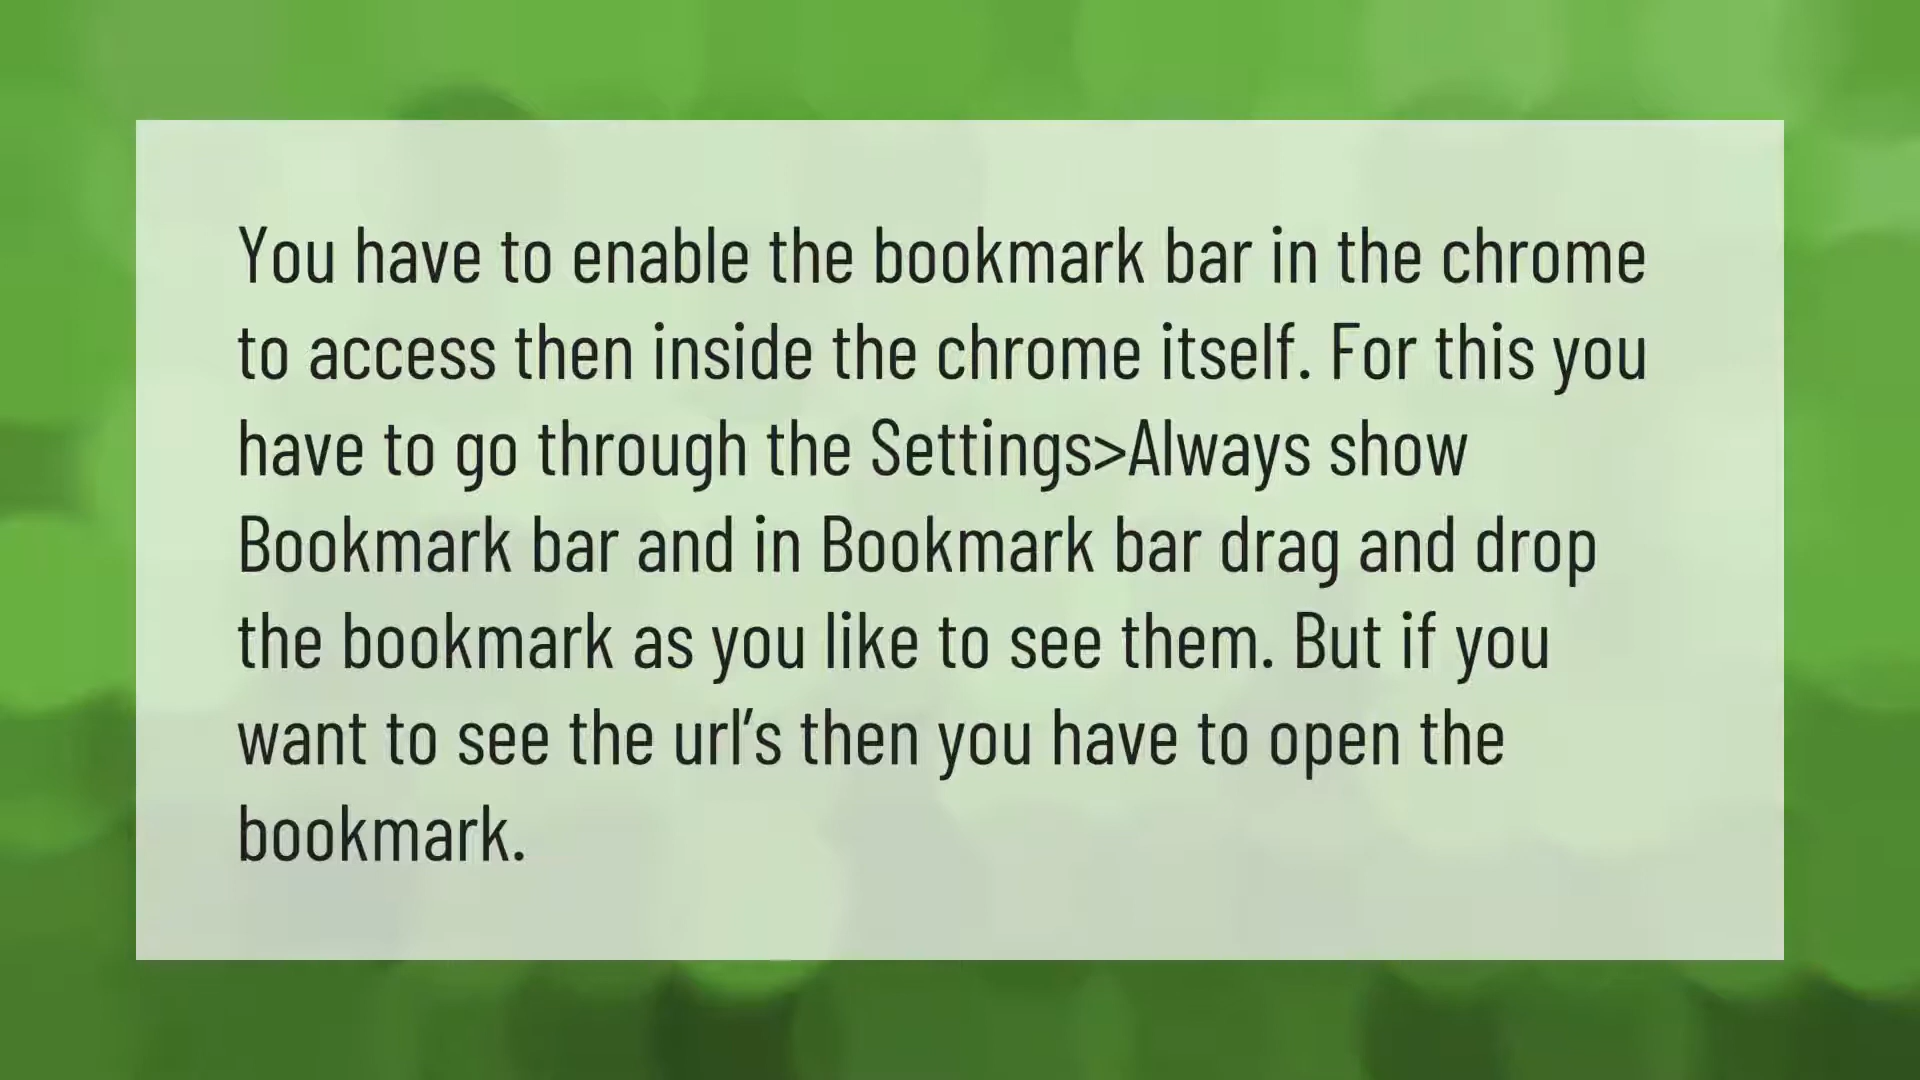 You have to enable the bookmark bar in the chrome
to access then inside the chrome itself. For this you
have to go through the Settings>Always show
Bookmark bar and in Bookmark bar drag and drop
the bookmark as you like to see them. But if you
want to see the url’s then you have to open the
bookmark.